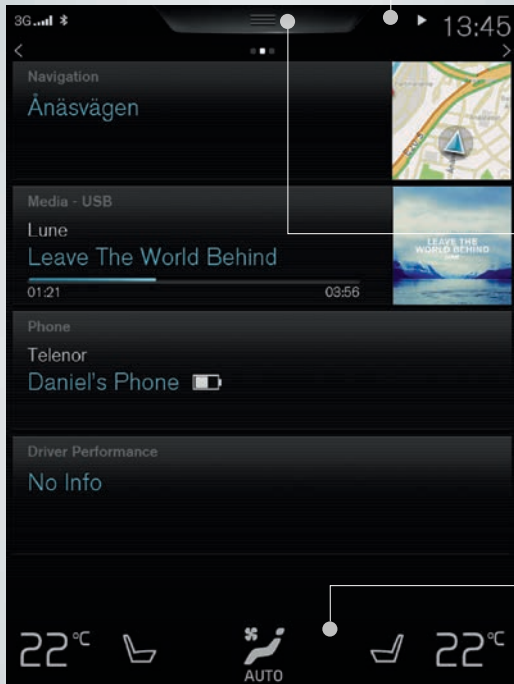 3G
13:45
Navigation
Ånäsvägen
Media - USB
Lune
Leave The World Behind
01:21
03:56
LEAVE THE
WORLD BEHIND
Phone
Telenor
Daniel's Phone
Driver Performance
No Info
22°C
22°C
AUTO